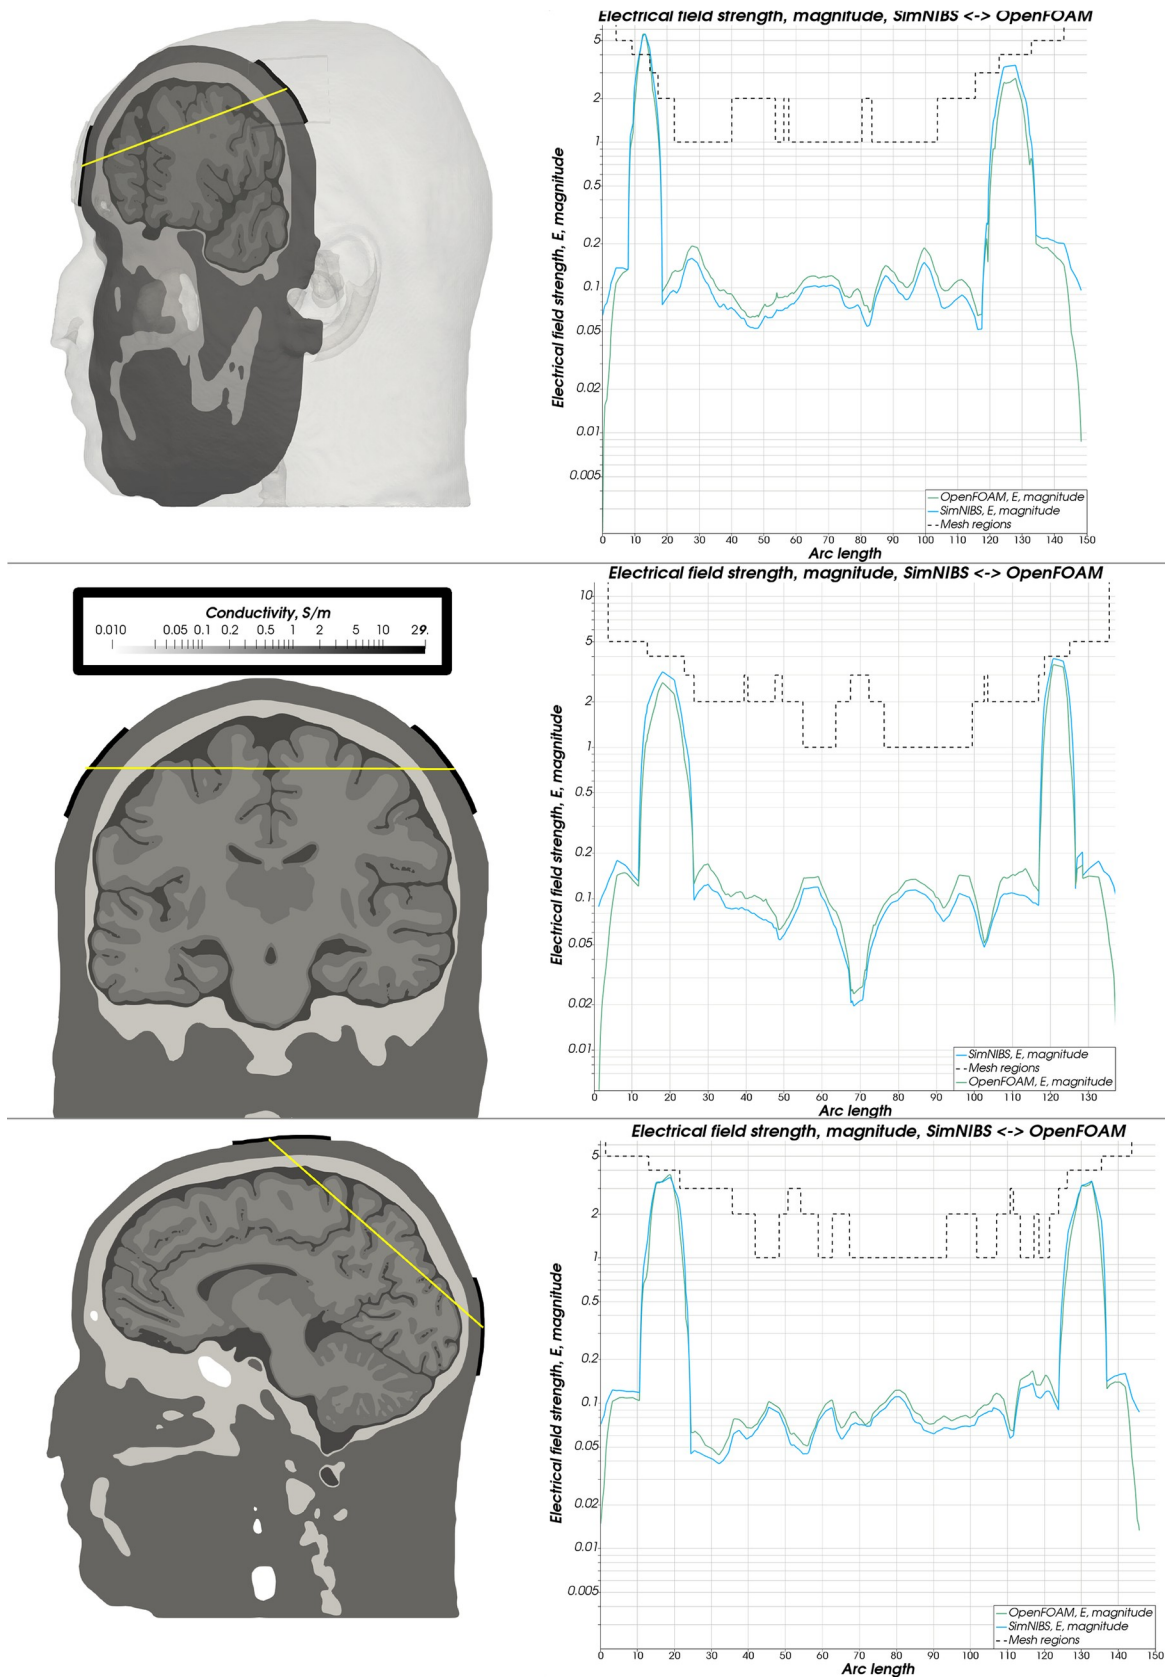 Electrical field strength, magnitude, SimNIBS <-> OpenFOAM
Electrical field strength, E, magnitude
5
2
1
0.5
0.2
0.1
0.05
0.02
0.01
0.005
OpenFOAM, E, magnitude
SimNIBS, E, magnitude
Mesh regions
0 10 20 30 40 50 60 70 80 90 100 110 120 130 140 150
Arc length
Conductivity, S/m
0.010 0.05 0.1 0.2 0.5 1 2 5 10 29.
Electrical field strength, magnitude, SimNIBS <-> OpenFOAM
Electrical field strength, E, magnitude
10
5
2
1
0.5
0.2
0.1
0.05
0.02
0.01
SimNIBS, E, magnitude
Mesh regions
OpenFOAM, E, magnitude
0 10 20 30 40 50 60 70 80 90 100 110 120 130
Arc length
Electrical field strength, magnitude, SimNIBS <-> OpenFOAM
Electrical field strength, E, magnitude
5
2
1
0.5
0.2
0.1
0.05
0.02
0.01
0.005
OpenFOAM, E, magnitude
SimNIBS, E, magnitude
Mesh regions
0 10 20 30 40 50 60 70 80 90 100 110 120 130 140 150
Arc length